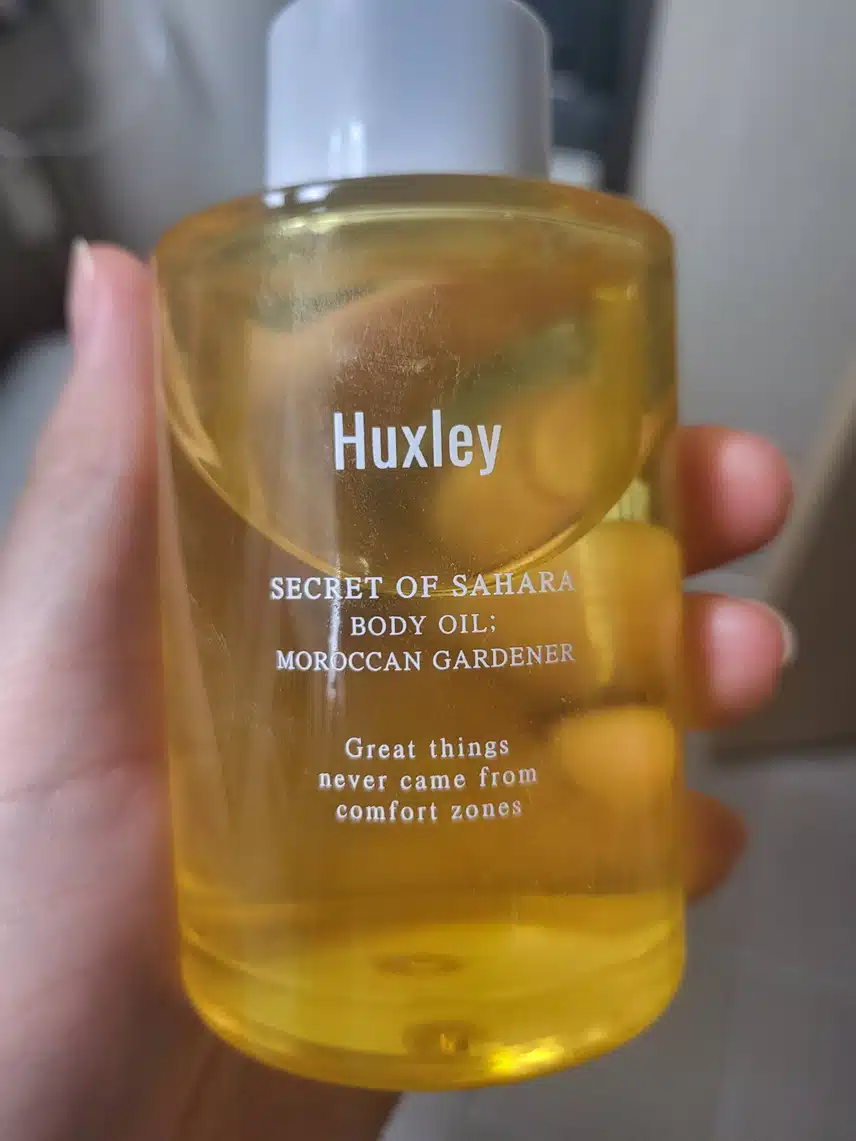 Huxley
SECRET OF SAHARA
BODY OIL;
MOROCCAN GARDENER
Great things
never came from
comfort zones